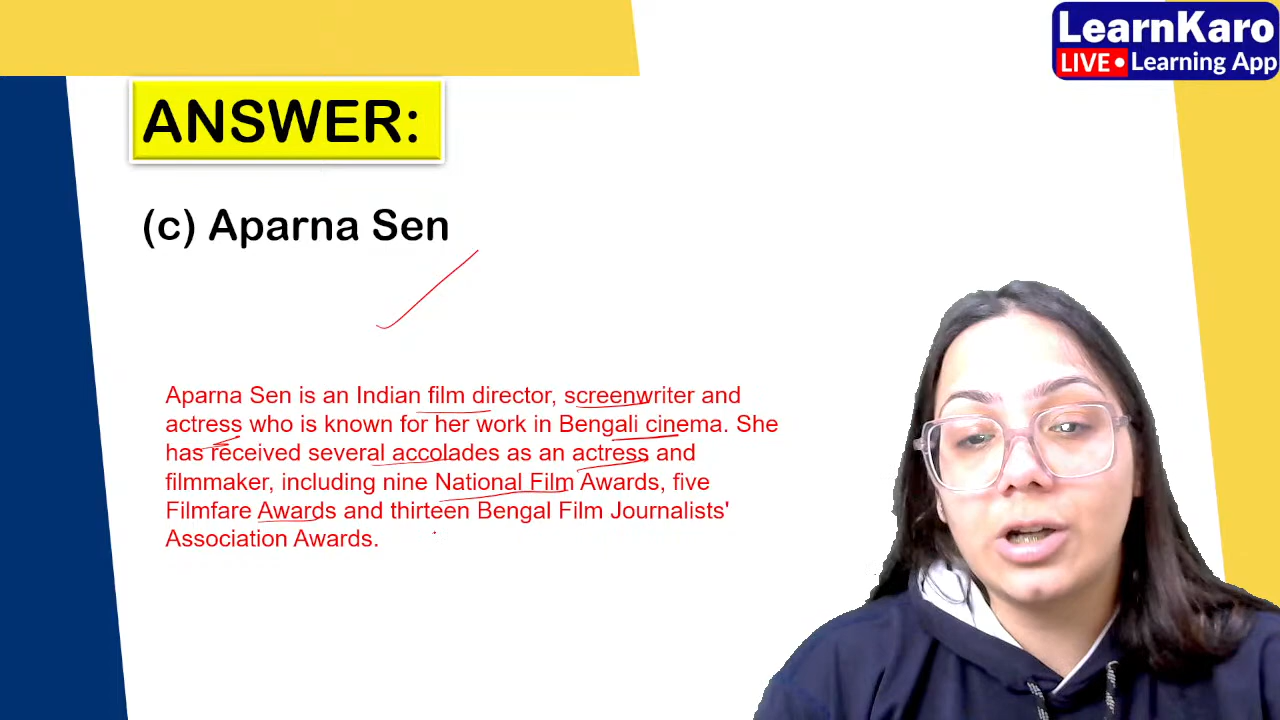 LearnKaro
LIVE • Learning App
ANSWER:
(c) Aparna Sen
Aparna Sen is an Indian film director, screenwriter and
actress who is known for her work in Bengali cinema. She
has received several accolades as an actress and
filmmaker, including nine National Film Awards, five
Filmfare Awards and thirteen Bengal Film Journalists'
Association Awards.